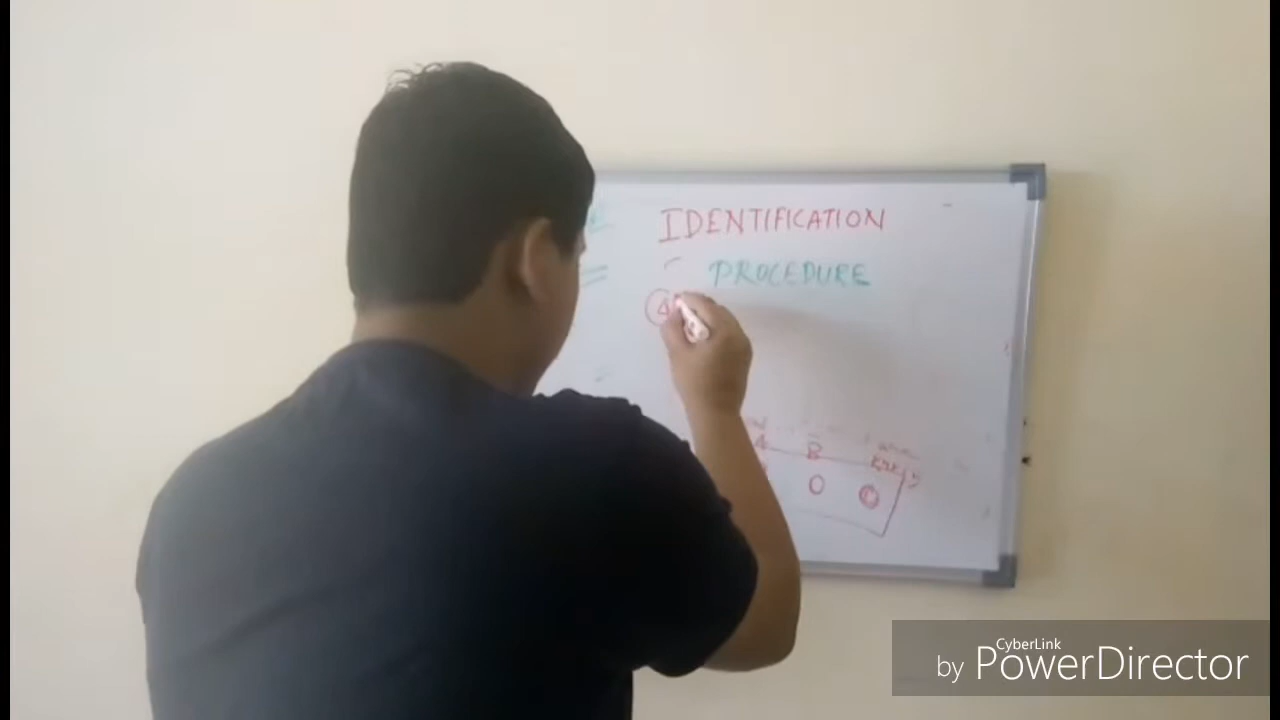 IDENTIFICATION
PROCEDURE
A
A B
O
CyberLink
by PowerDirector